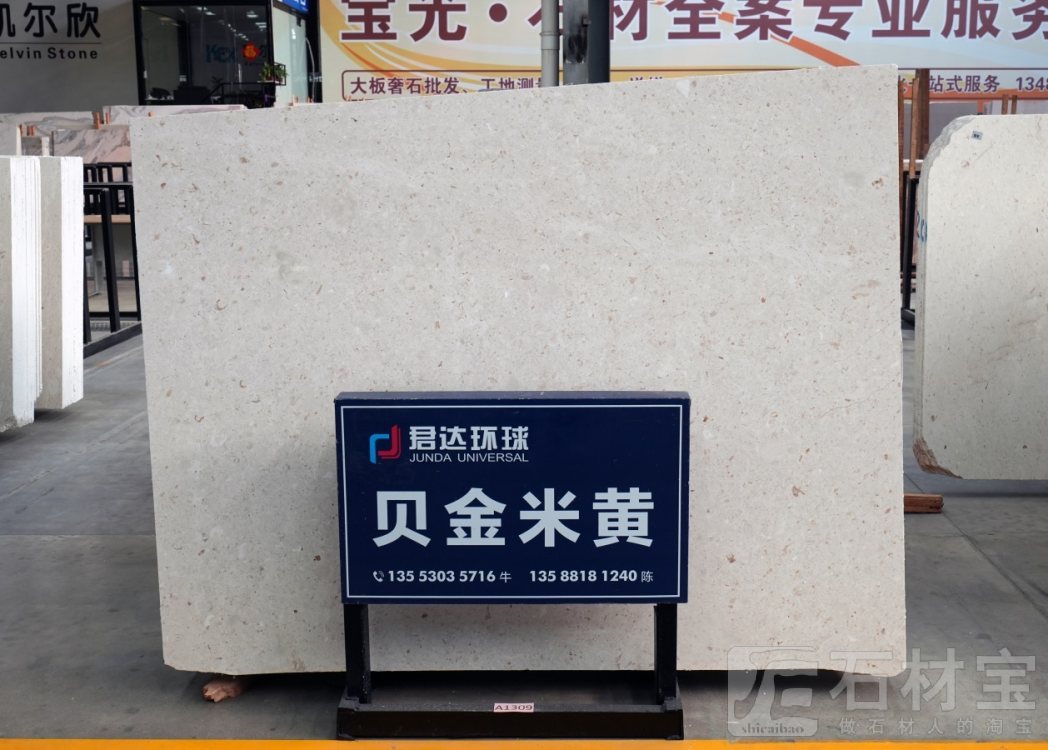 凯尔欣
elvin Stone
宝光·石材全案专业服务
大板奢石批发、工地测
站式服务 1348
君达环球
JUNDA UNIVERSAL
贝金米黄
135 5303 5716 牛 135 8818 1240 陈
A1309
石材宝
shicaibao
做石材人的淘宝